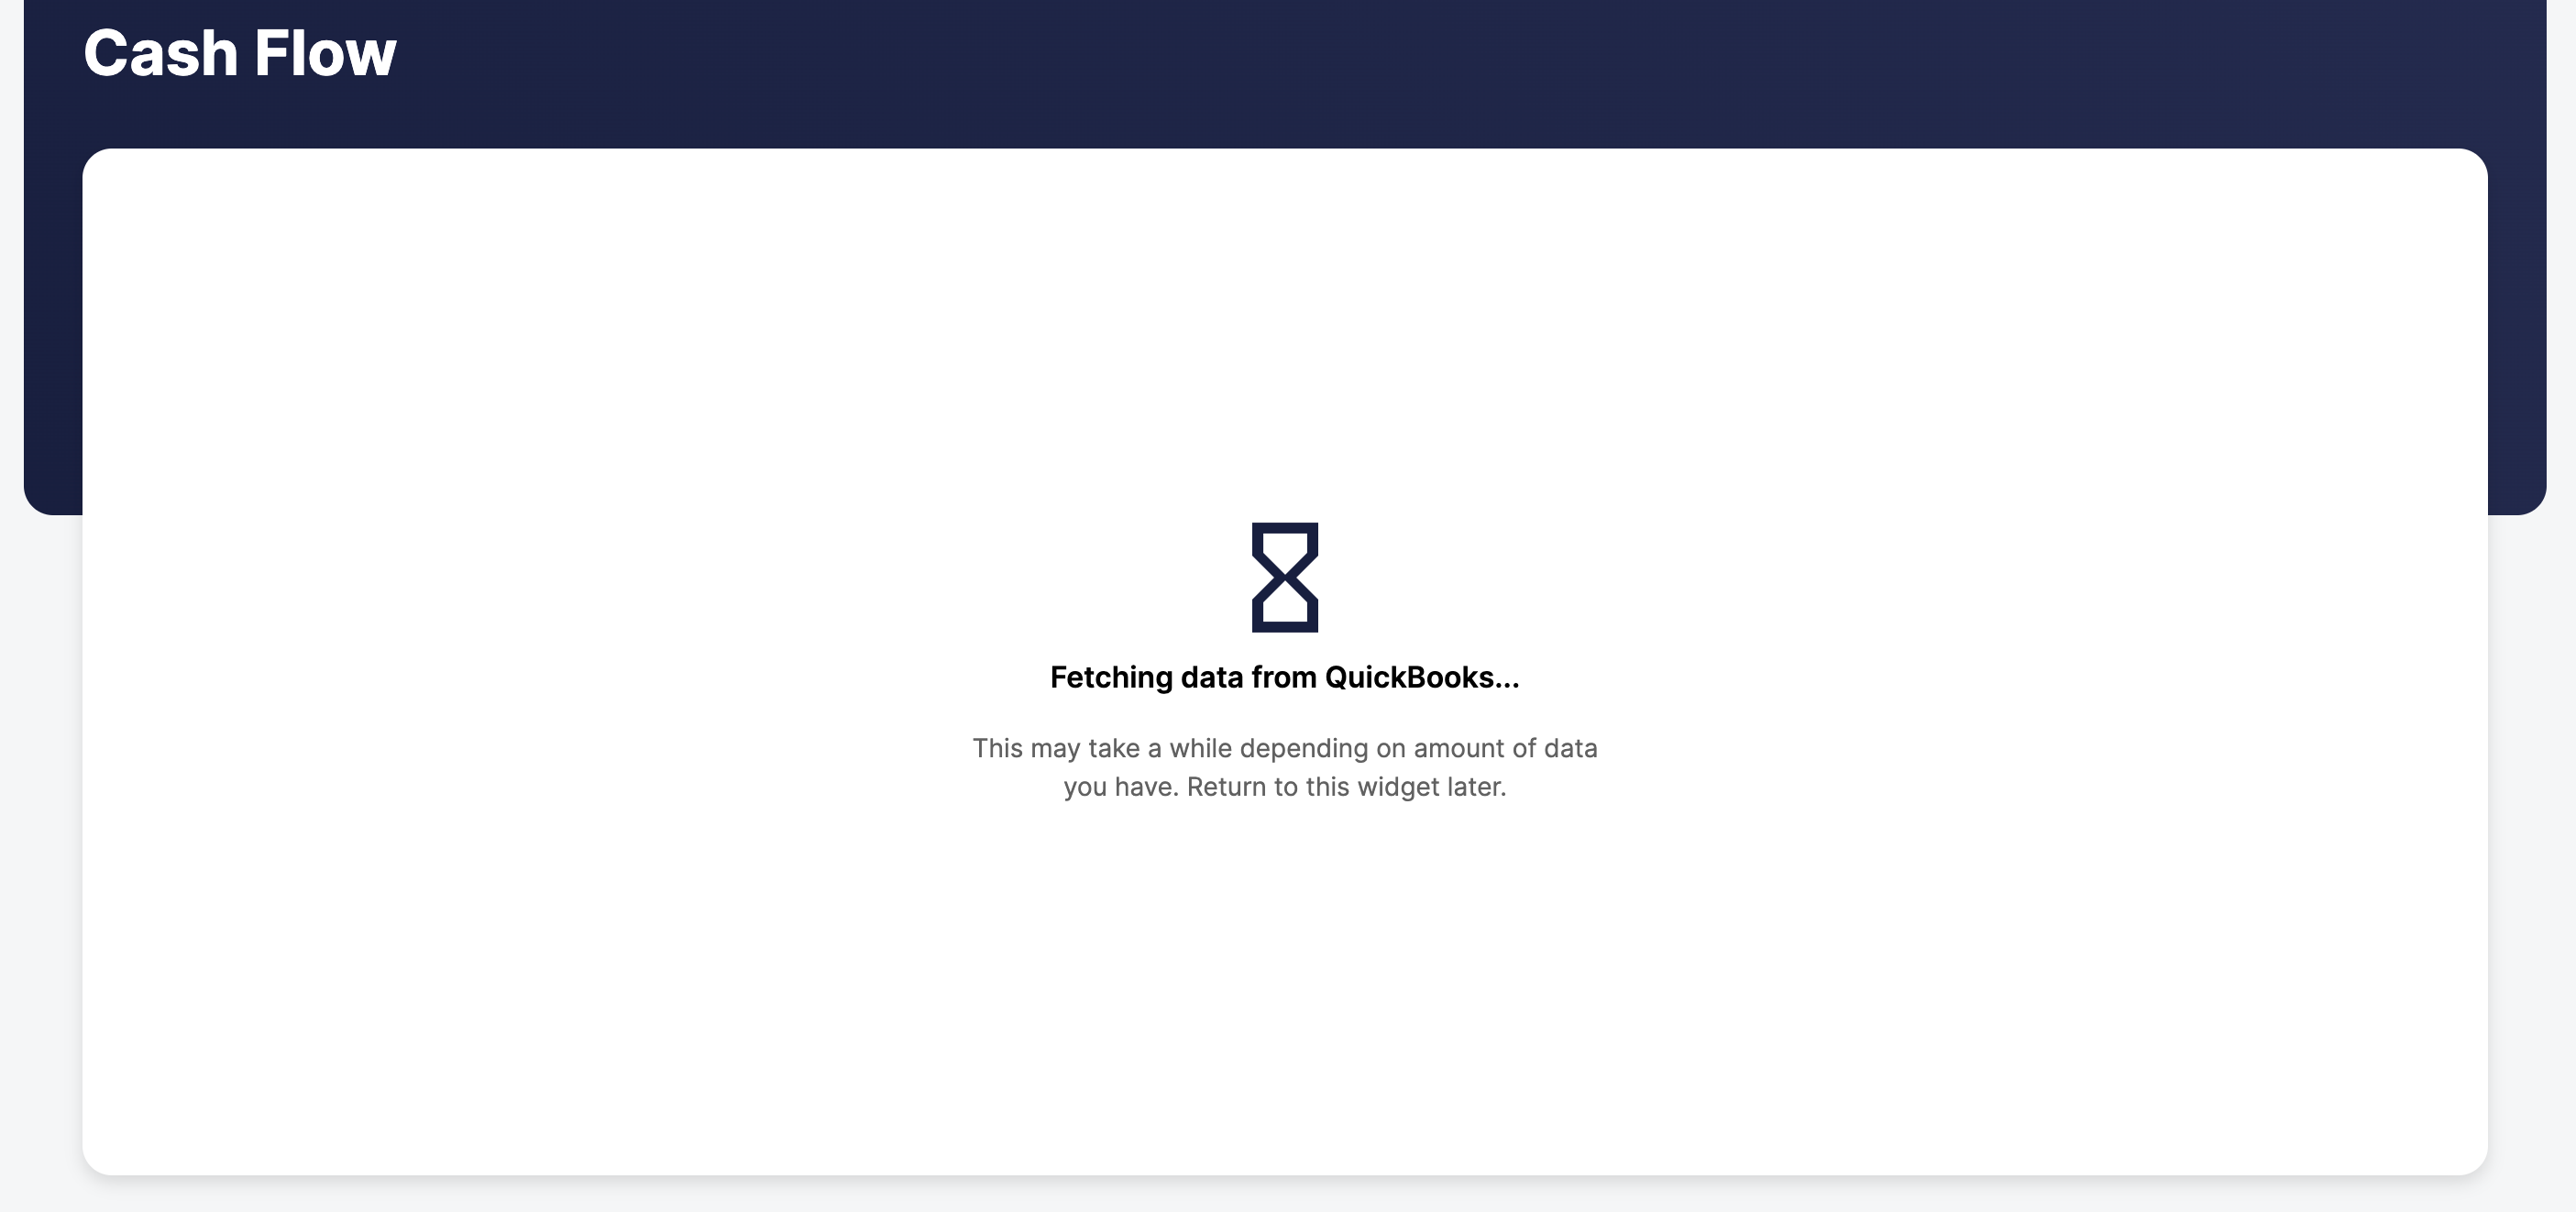 Cash Flow
Fetching data from QuickBooks...
This may take a while depending on amount of data
you have. Return to this widget later.